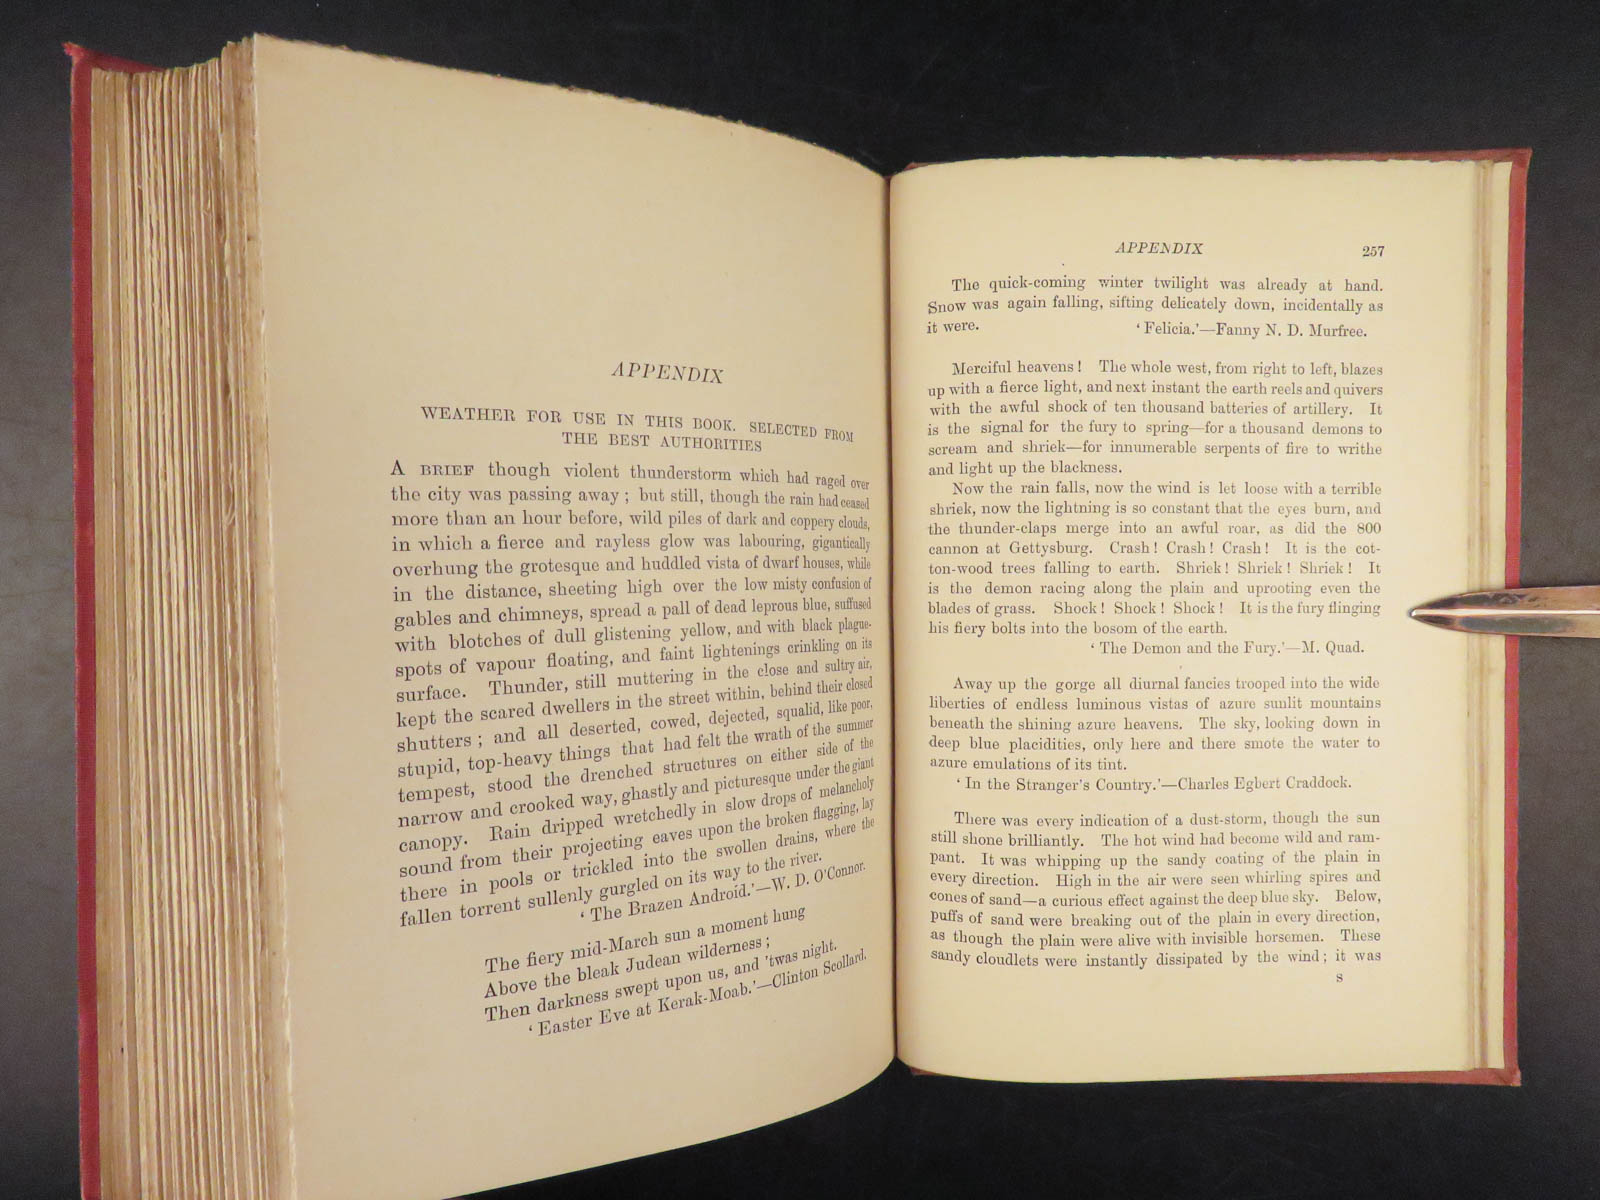 APPENDIX
WEATHER FOR USE IN THIS BOOK. SELECTED FROM
THE BEST AUTHORITIES
A BRIEF though violent thunderstorm which had raged over
the city was passing away ; but still, though the rain had ceased
more than an hour before, wild piles of dark and coppery clouds,
in which a fierce and rayless glow was labouring, gigantically
overhung the grotesque and huddled vista of dwarf houses, while
in the distance, sheeting high over the low misty confusion of
gables and chimneys, spread a pall of dead leprous blue, suffused
with blotches of dull glistening yellow, and with black plague-
spots of vapour floating, and faint lightenings crinkling on its
surface. Thunder, still muttering in the close and sultry air,
kept the scared dwellers in the street within, behind their closed
shutters ; and all deserted, cowed, dejected, squalid, like poor,
stupid, top-heavy things that had felt the wrath of the summer
tempest, stood the drenched structures on either side of the
narrow and crooked way, ghastly and picturesque under the giant
canopy. Rain dripped wretchedly in slow drops of melancholy
sound from their projecting eaves upon the broken flagging, lay
there in pools or trickled into the swollen drains, where the
fallen torrent sullenly gurgled on its way to the river.
‘ The Brazen Android.’—W. D. O’Connor.
The fiery mid-March sun a moment hung
Above the bleak Judean wilderness ;
Then darkness swept upon us, and ’twas night.
‘ Easter Eve at Kerak-Moab.’—Clinton Scollard.
APPENDIX 257
The quick-coming winter twilight was already at hand.
Snow was again falling, sifting delicately down, incidentally as
it were. ‘ Felicia.’—Fanny N. D. Murfree.
Merciful heavens ! The whole west, from right to left, blazes
up with a fierce light, and next instant the earth reels and quivers
with the awful shock of ten thousand batteries of artillery. It
is the signal for the fury to spring—for a thousand demons to
scream and shriek—for innumerable serpents of fire to writhe
and light up the blackness.
Now the rain falls, now the wind is let loose with a terrible
shriek, now the lightning is so constant that the eyes burn, and
the thunder-claps merge into an awful roar, as did the 800
cannon at Gettysburg. Crash ! Crash ! Crash ! It is the cot-
ton-wood trees falling to earth. Shriek ! Shriek ! Shriek ! It
is the demon racing along the plain and uprooting even the
blades of grass. Shock ! Shock ! Shock ! It is the fury flinging
his fiery bolts into the bosom of the earth.
‘ The Demon and the Fury.’—M. Quad.
Away up the gorge all diurnal fancies trooped into the wide
liberties of endless luminous vistas of azure sunlit mountains
beneath the shining azure heavens. The sky, looking down in
deep blue placidities, only here and there smote the water to
azure emulations of its tint.
‘ In the Stranger’s Country.’—Charles Egbert Craddock.
There was every indication of a dust-storm, though the sun
still shone brilliantly. The hot wind had become wild and ram-
pant. It was whipping up the sandy coating of the plain in
every direction. High in the air were seen whirling spires and
cones of sand—a curious effect against the deep blue sky. Below,
puffs of sand were breaking out of the plain in every direction,
as though the plain were alive with invisible horsemen. These
sandy cloudlets were instantly dissipated by the wind ; it was
S